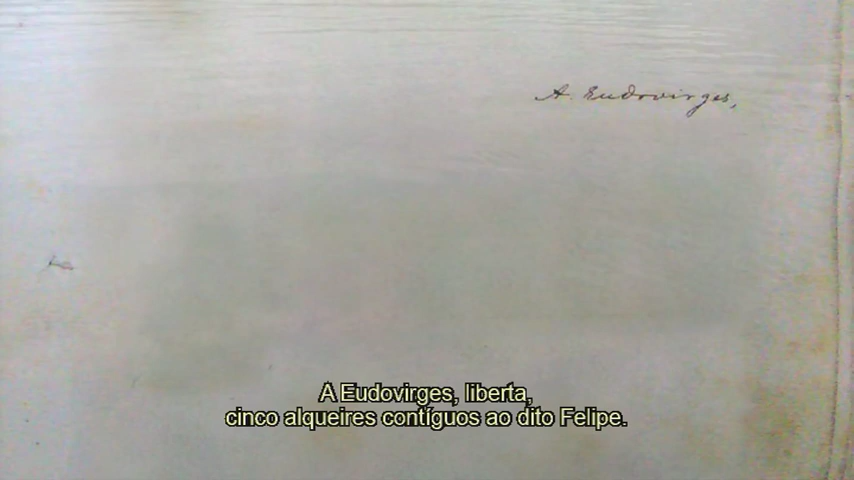 A Eudovirges,
A Eudovirges, liberta,
cinco alqueires contíguos ao dito Felipe.